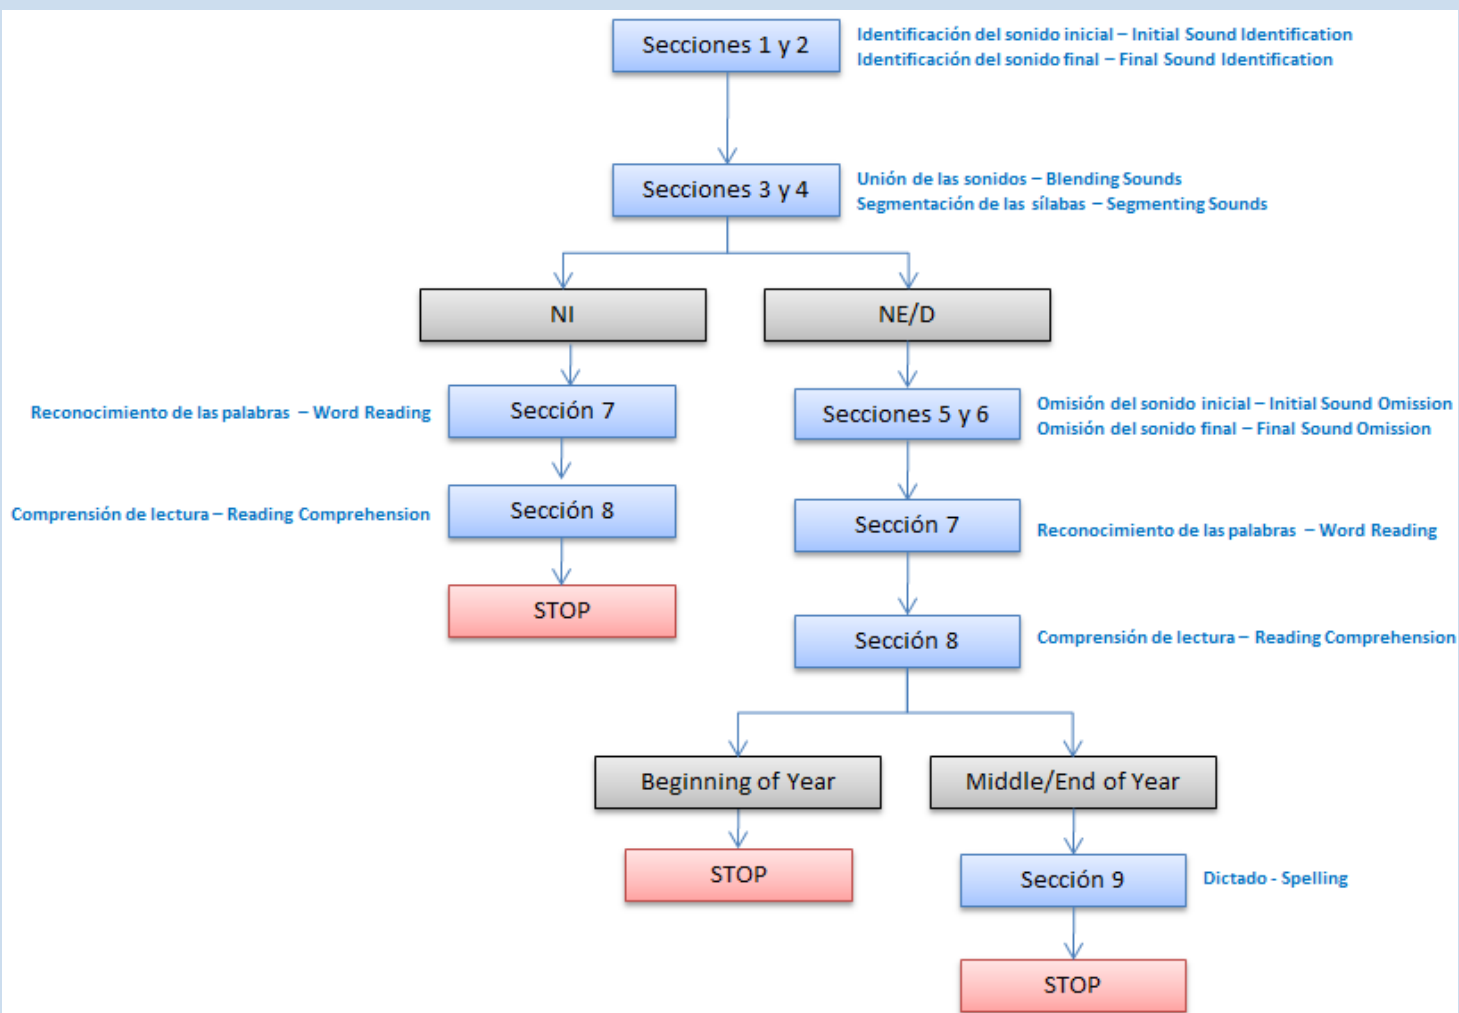 Secciones 1 y 2
Identificación del sonido inicial – Initial Sound Identification
Identificación del sonido final – Final Sound Identification
Secciones 3 y 4
Unión de las sonidos – Blending Sounds
Segmentación de las sílabas – Segmenting Sounds
NI
NE/D
Reconocimiento de las palabras – Word Reading
Sección 7
Secciones 5 y 6
Omisión del sonido inicial – Initial Sound Omission
Omisión del sonido final – Final Sound Omission
Comprensión de lectura – Reading Comprehension
Sección 8
Sección 7
Reconocimiento de las palabras – Word Reading
STOP
Sección 8
Comprensión de lectura – Reading Comprehension
Beginning of Year
Middle/End of Year
STOP
Sección 9
Dictado - Spelling
STOP